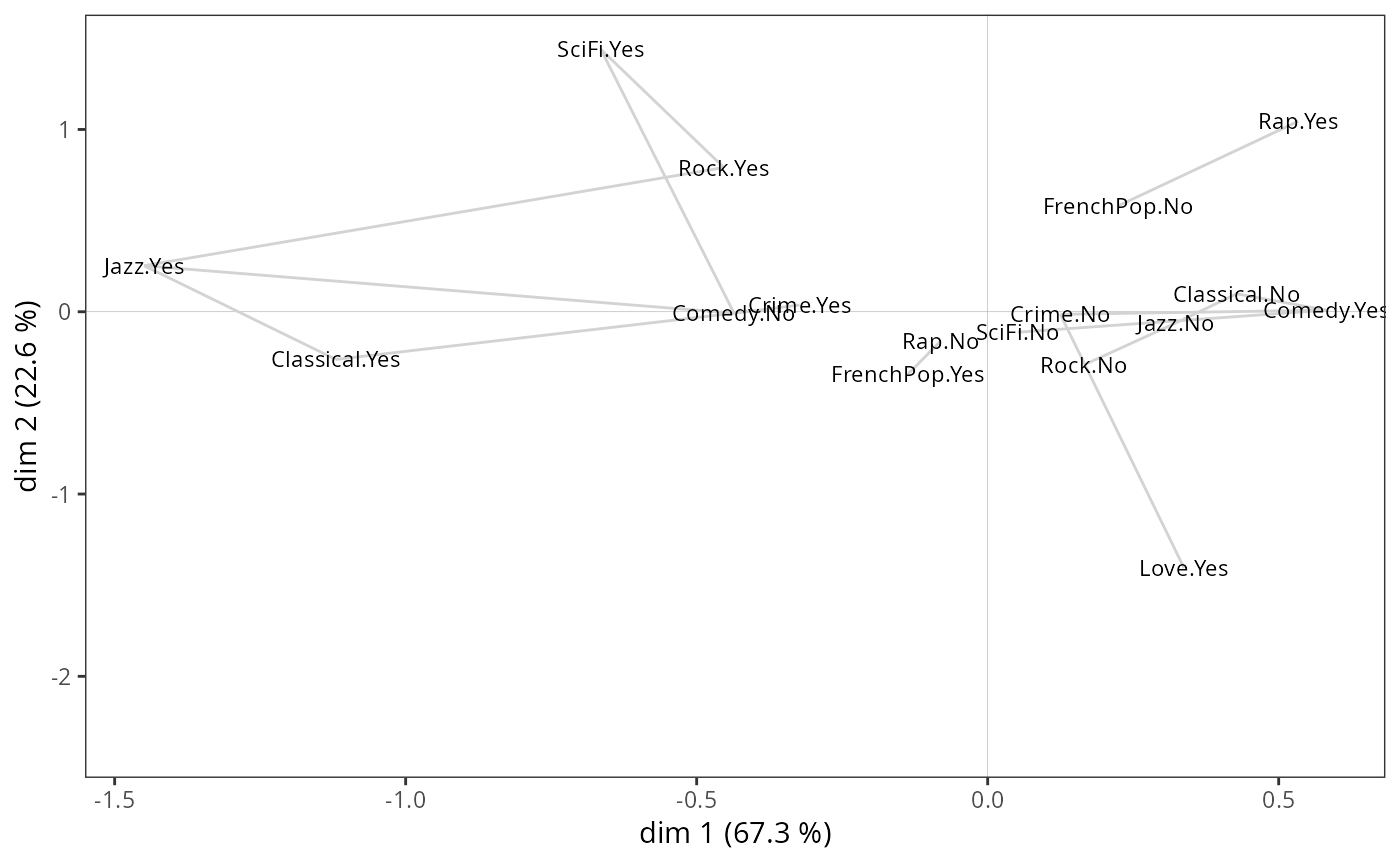 SciFi.Yes
Rap.Yes
Rock.Yes
FrenchPop.No
Jazz.Yes
Classical.No
Crime.Yes
Comedy.Yes
Comedy.No
Crime.No
Jazz.No
SciFi.No
Rap.No
Classical.Yes
Rock.No
FrenchPop.Yes
Love.Yes
1
0
-1
-2
-1.5
-1.0
-0.5
0.0
0.5
dim 1 (67.3 %)
dim 2 (22.6 %)